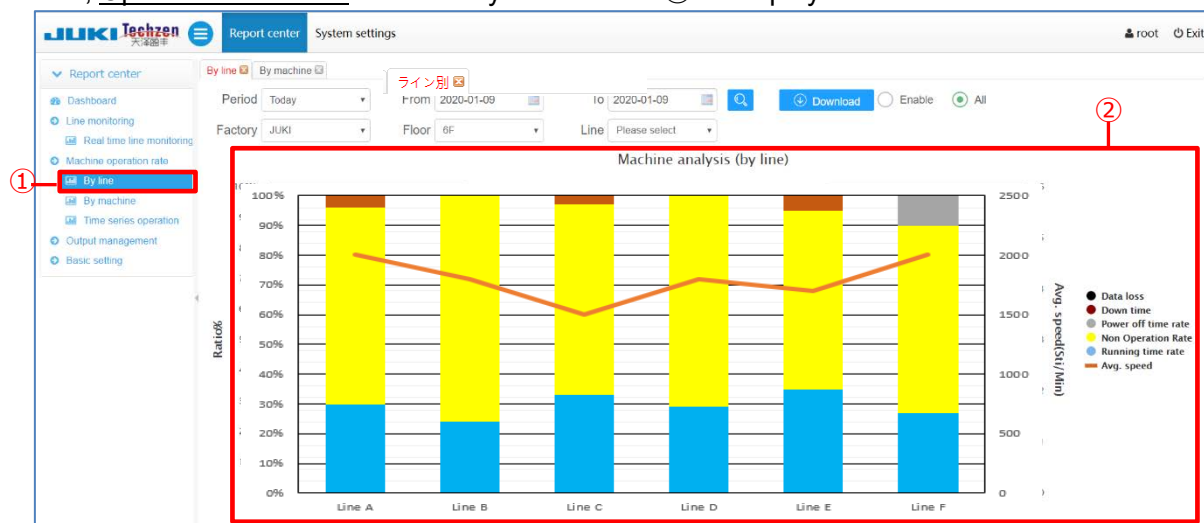 JUKI Techzen
天泽圆丰
Report center System settings
root Exit
Report center
Dashboard
Line monitoring
Real time line monitoring
Machine operation rate
① By line
By machine
Time series operation
Output management
Basic setting
By line By machine
ライン別
Period Today From 2020-01-09 To 2020-01-09 Download Enable All
Factory JUKI Floor 6F Line Please select
②
Machine analysis (by line)
Ratio%
100%
90%
80%
70%
60%
50%
40%
30%
20%
10%
0%
2500
2000
1500
1000
500
0
Avg. speed(Sti/Min)
Line A Line B Line C Line D Line E Line F
Data loss
Down time
Power off time rate
Non Operation Rate
Running time rate
Avg. speed